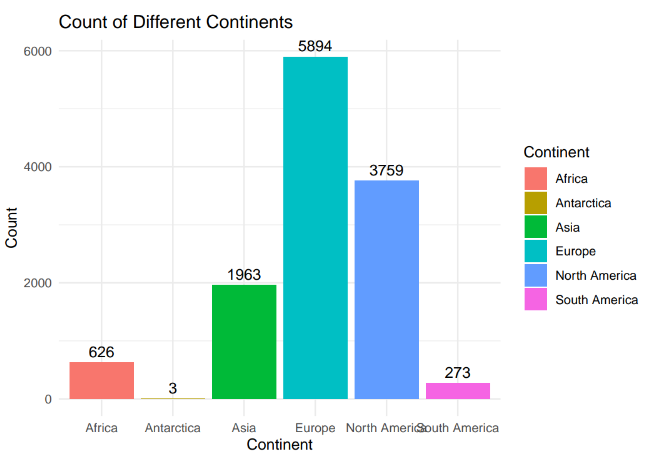 Count of Different Continents
Count
6000
4000
2000
0
626
3
1963
5894
3759
273
Africa
Antarctica
Asia
Europe
North America
South America
Continent
Continent
Africa
Antarctica
Asia
Europe
North America
South America